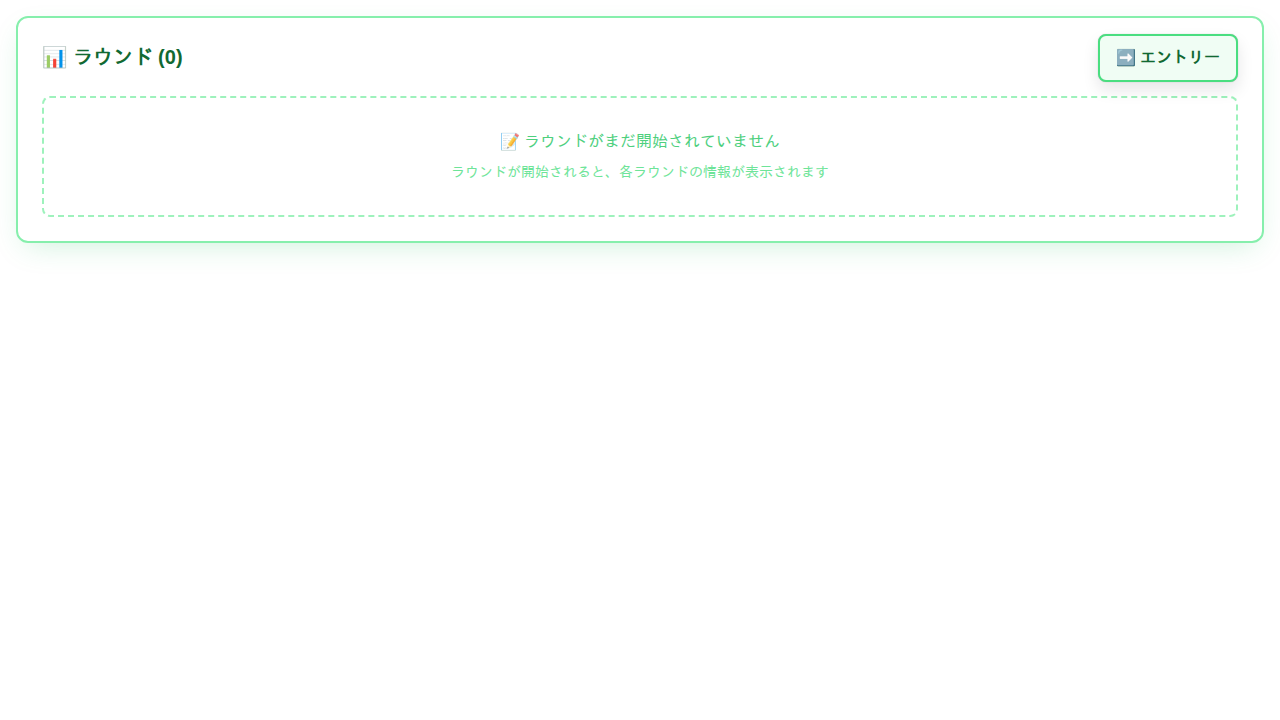 📊 ラウンド (0)
➡️ エントリー
📝 ラウンドがまだ開始されていません
ラウンドが開始されると、各ラウンドの情報が表示されます